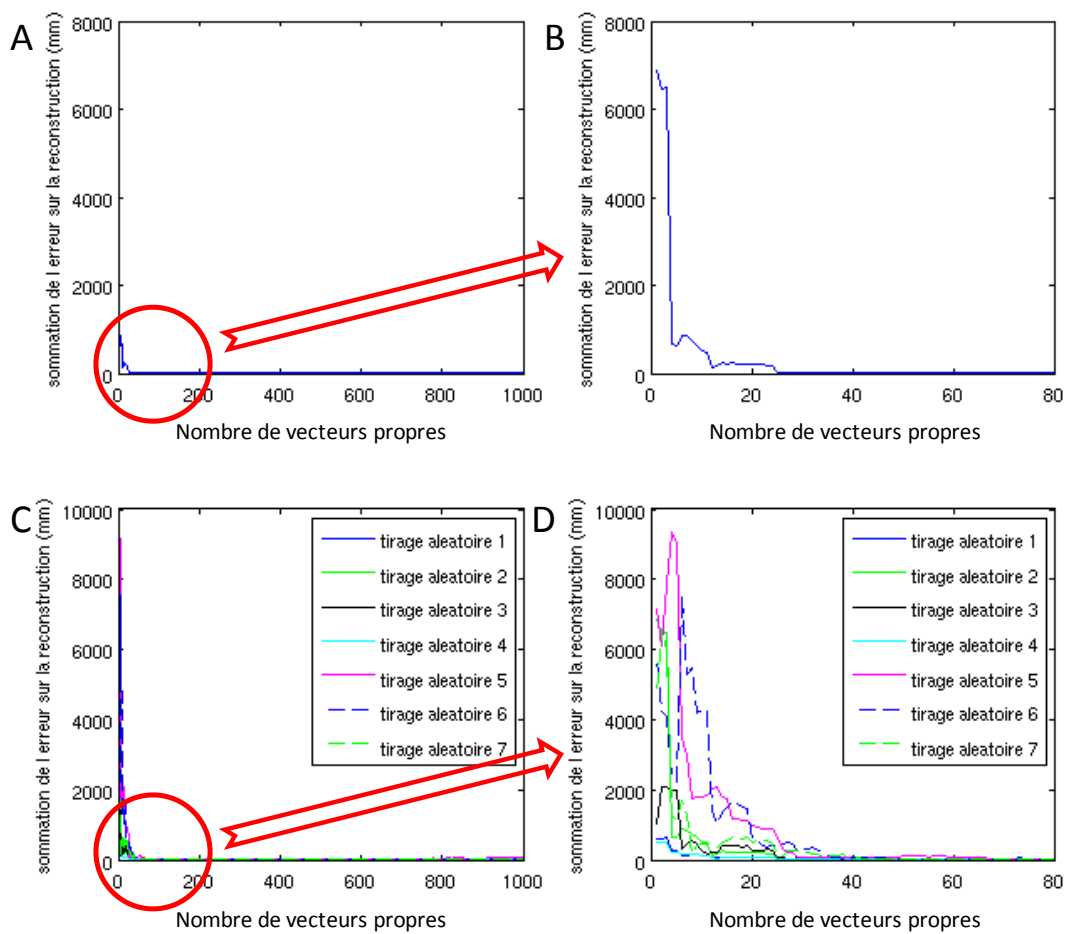 A
sommation de l erreur sur la reconstruction (mm)
8000
6000
4000
2000
0
0 200 400 600 800 1000
Nombre de vecteurs propres
B
sommation de l erreur sur la reconstruction (mm)
8000
6000
4000
2000
0
0 20 40 60 80
Nombre de vecteurs propres
C
sommation de l erreur sur la reconstruction (mm)
10000
8000
6000
4000
2000
0
0 200 400 600 800 1000
tirage aleatoire 1
tirage aleatoire 2
tirage aleatoire 3
tirage aleatoire 4
tirage aleatoire 5
tirage aleatoire 6
tirage aleatoire 7
Nombre de vecteurs propres
D
sommation de l erreur sur la reconstruction (mm)
10000
8000
6000
4000
2000
0
0 20 40 60 80
tirage aleatoire 1
tirage aleatoire 2
tirage aleatoire 3
tirage aleatoire 4
tirage aleatoire 5
tirage aleatoire 6
tirage aleatoire 7
Nombre de vecteurs propres